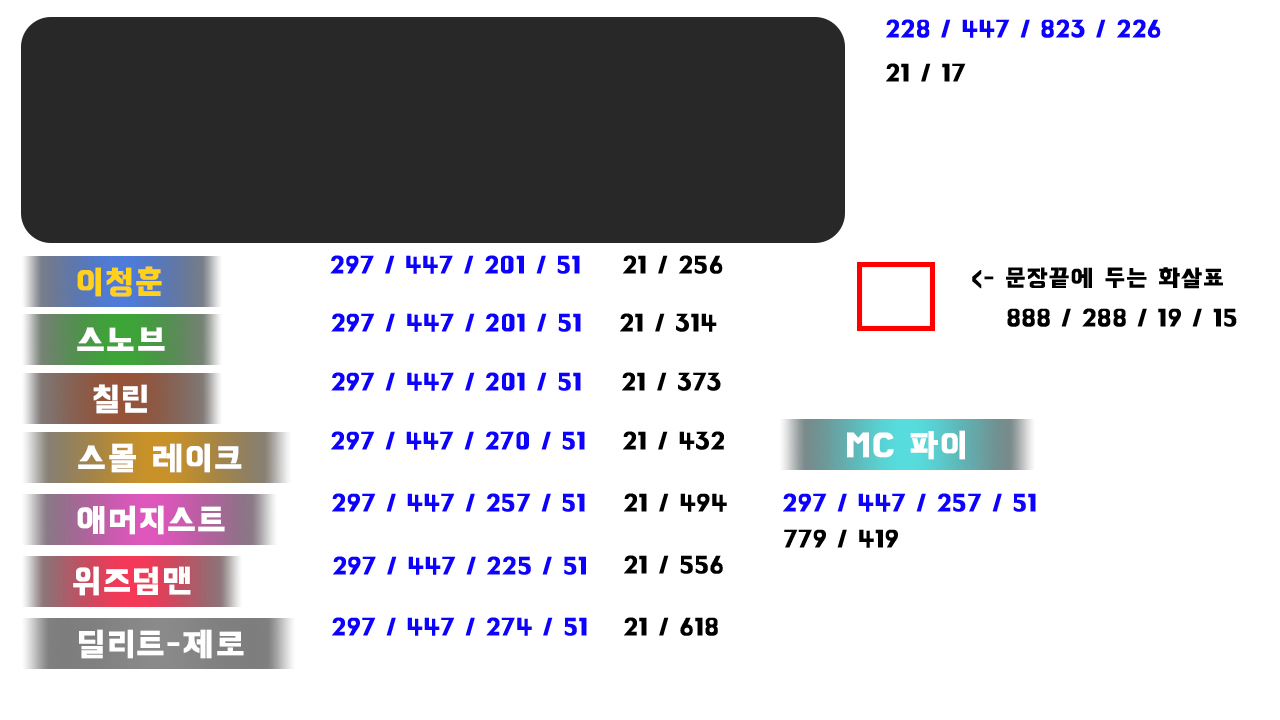 228 / 447 / 823 / 226
21 / 17
이청훈 297 / 447 / 201 / 51 21 / 256
<- 문장끝에 두는 화살표
888 / 288 / 19 / 15
스노브 297 / 447 / 201 / 51 21 / 314
칠린 297 / 447 / 201 / 51 21 / 373
스몰 레이크 297 / 447 / 270 / 51 21 / 432
MC 파이
애머지스트 297 / 447 / 257 / 51 21 / 494
297 / 447 / 257 / 51
779 / 419
위즈덤맨 297 / 447 / 225 / 51 21 / 556
딜리트-제로 297 / 447 / 274 / 51 21 / 618